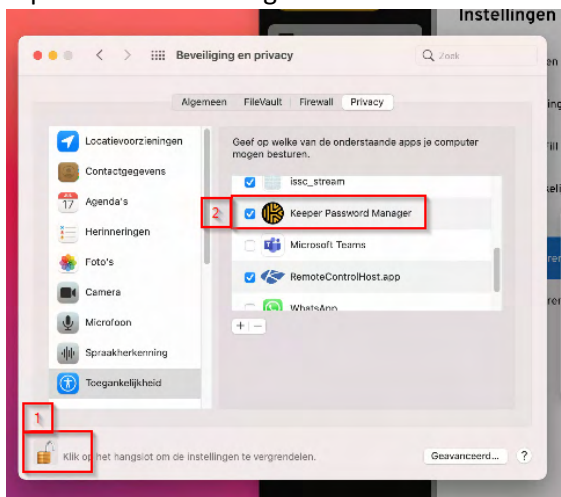 Instellingen
Beveiliging en privacy
Zoek
Algemeen FileVault Firewall Privacy
Locatievoorzieningen
Contactgegevens
17 Agenda's
Herinneringen
Foto's
Camera
Microfoon
Spraakherkenning
Toegankelijkheid
Geef op welke van de onderstaande apps je computer
mogen besturen.
issc_stream
2
Keeper Password Manager
Microsoft Teams
RemoteControlHost.app
WhatsApp
+ −
1
Klik op het hangslot om de instellingen te vergrendelen.
Geavanceerd... ?